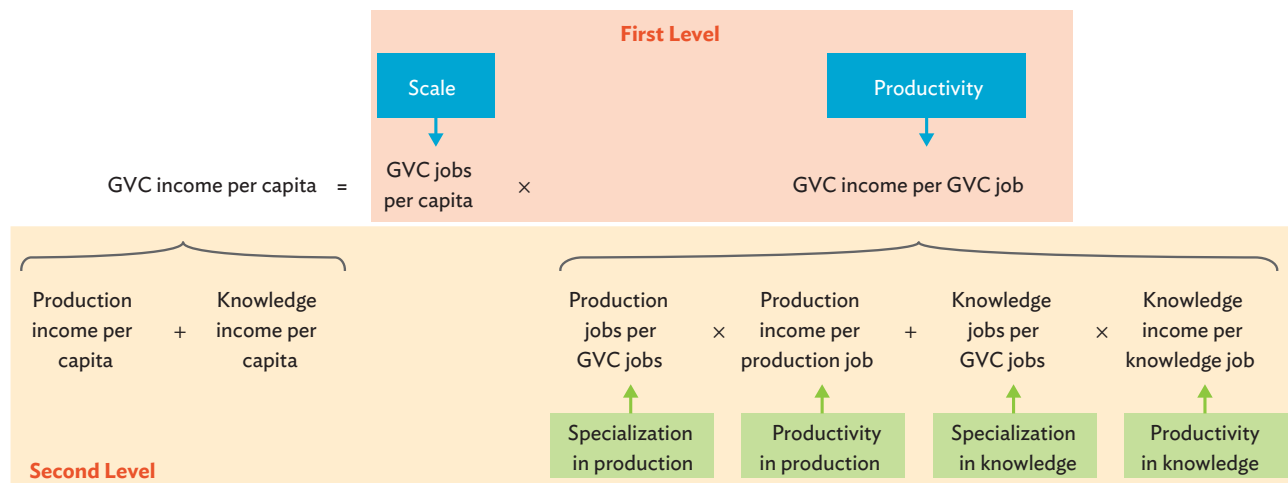 First Level
Scale
Productivity
GVC income per capita =
GVC jobs
per capita
×
GVC income per GVC job
Production
income per
capita
+
Knowledge
income per
capita
Production
jobs per
GVC jobs
×
Production
income per
production job
+
Knowledge
jobs per
GVC jobs
×
Knowledge
income per
knowledge job
Specialization
in production
Productivity
in production
Specialization
in knowledge
Productivity
in knowledge
Second Level